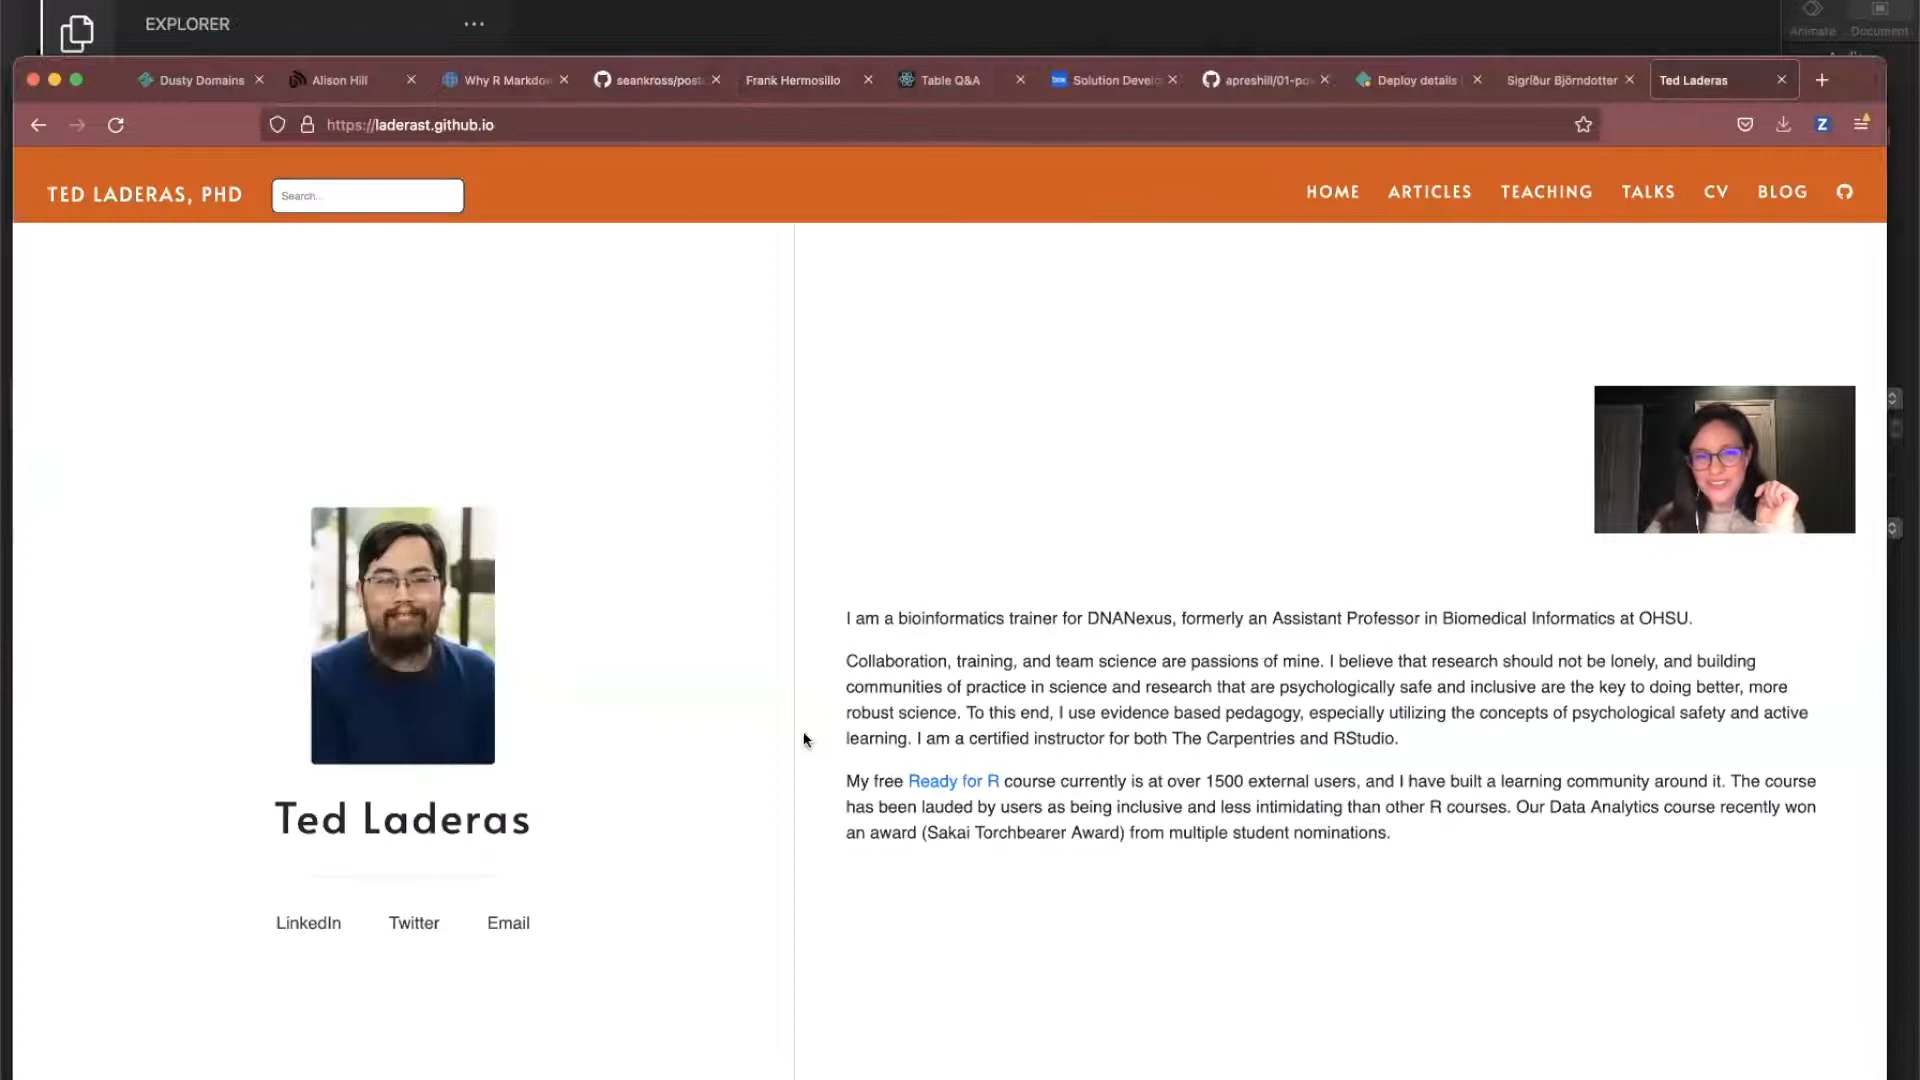 EXPLORER
Animate Document
Dusty Domains
Alison Hill
Why R Markdow
seankross/post
Frank Hermosillo
Table Q&A
Solution Develo
apreshill/01-po
Deploy details
Sigríður Björndotter
Ted Laderas
https://laderast.github.io
TED LADERAS, PHD
Search...
HOME ARTICLES TEACHING TALKS CV BLOG
I am a bioinformatics trainer for DNANexus, formerly an Assistant Professor in Biomedical Informatics at OHSU.
Collaboration, training, and team science are passions of mine. I believe that research should not be lonely, and building
communities of practice in science and research that are psychologically safe and inclusive are the key to doing better, more
robust science. To this end, I use evidence based pedagogy, especially utilizing the concepts of psychological safety and active
learning. I am a certified instructor for both The Carpentries and RStudio.
My free Ready for R course currently is at over 1500 external users, and I have built a learning community around it. The course
has been lauded by users as being inclusive and less intimidating than other R courses. Our Data Analytics course recently won
an award (Sakai Torchbearer Award) from multiple student nominations.
Ted Laderas
LinkedIn Twitter Email